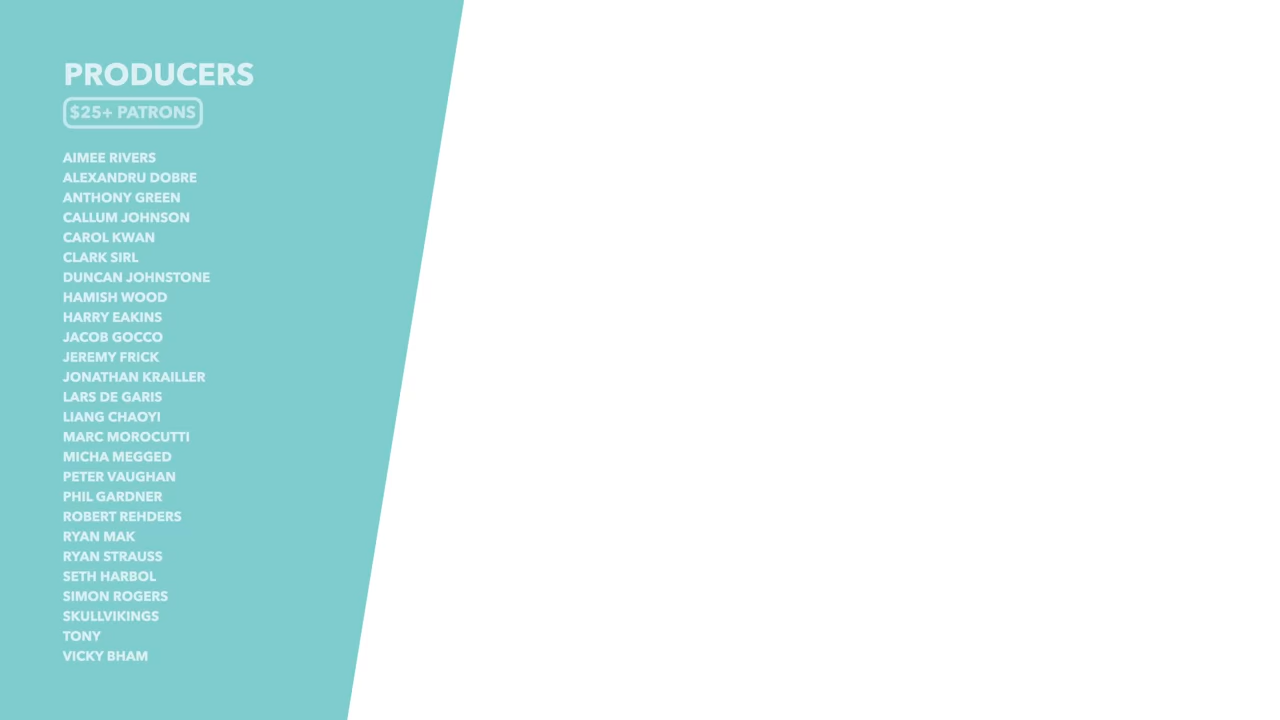 PRODUCERS
$25+ PATRONS
AIMEE RIVERS
ALEXANDRU DOBRE
ANTHONY GREEN
CALLUM JOHNSON
CAROL KWAN
CLARK SIRL
DUNCAN JOHNSTONE
HAMISH WOOD
HARRY EAKINS
JACOB GOCCO
JEREMY FRICK
JONATHAN KRAILLER
LARS DE GARIS
LIANG CHAOYI
MARC MOROCUTTI
MICHA MEGGED
PETER VAUGHAN
PHIL GARDNER
ROBERT REHDERS
RYAN MAK
RYAN STRAUSS
SETH HARBOL
SIMON ROGERS
SKULLVIKINGS
TONY
VICKY BHAM